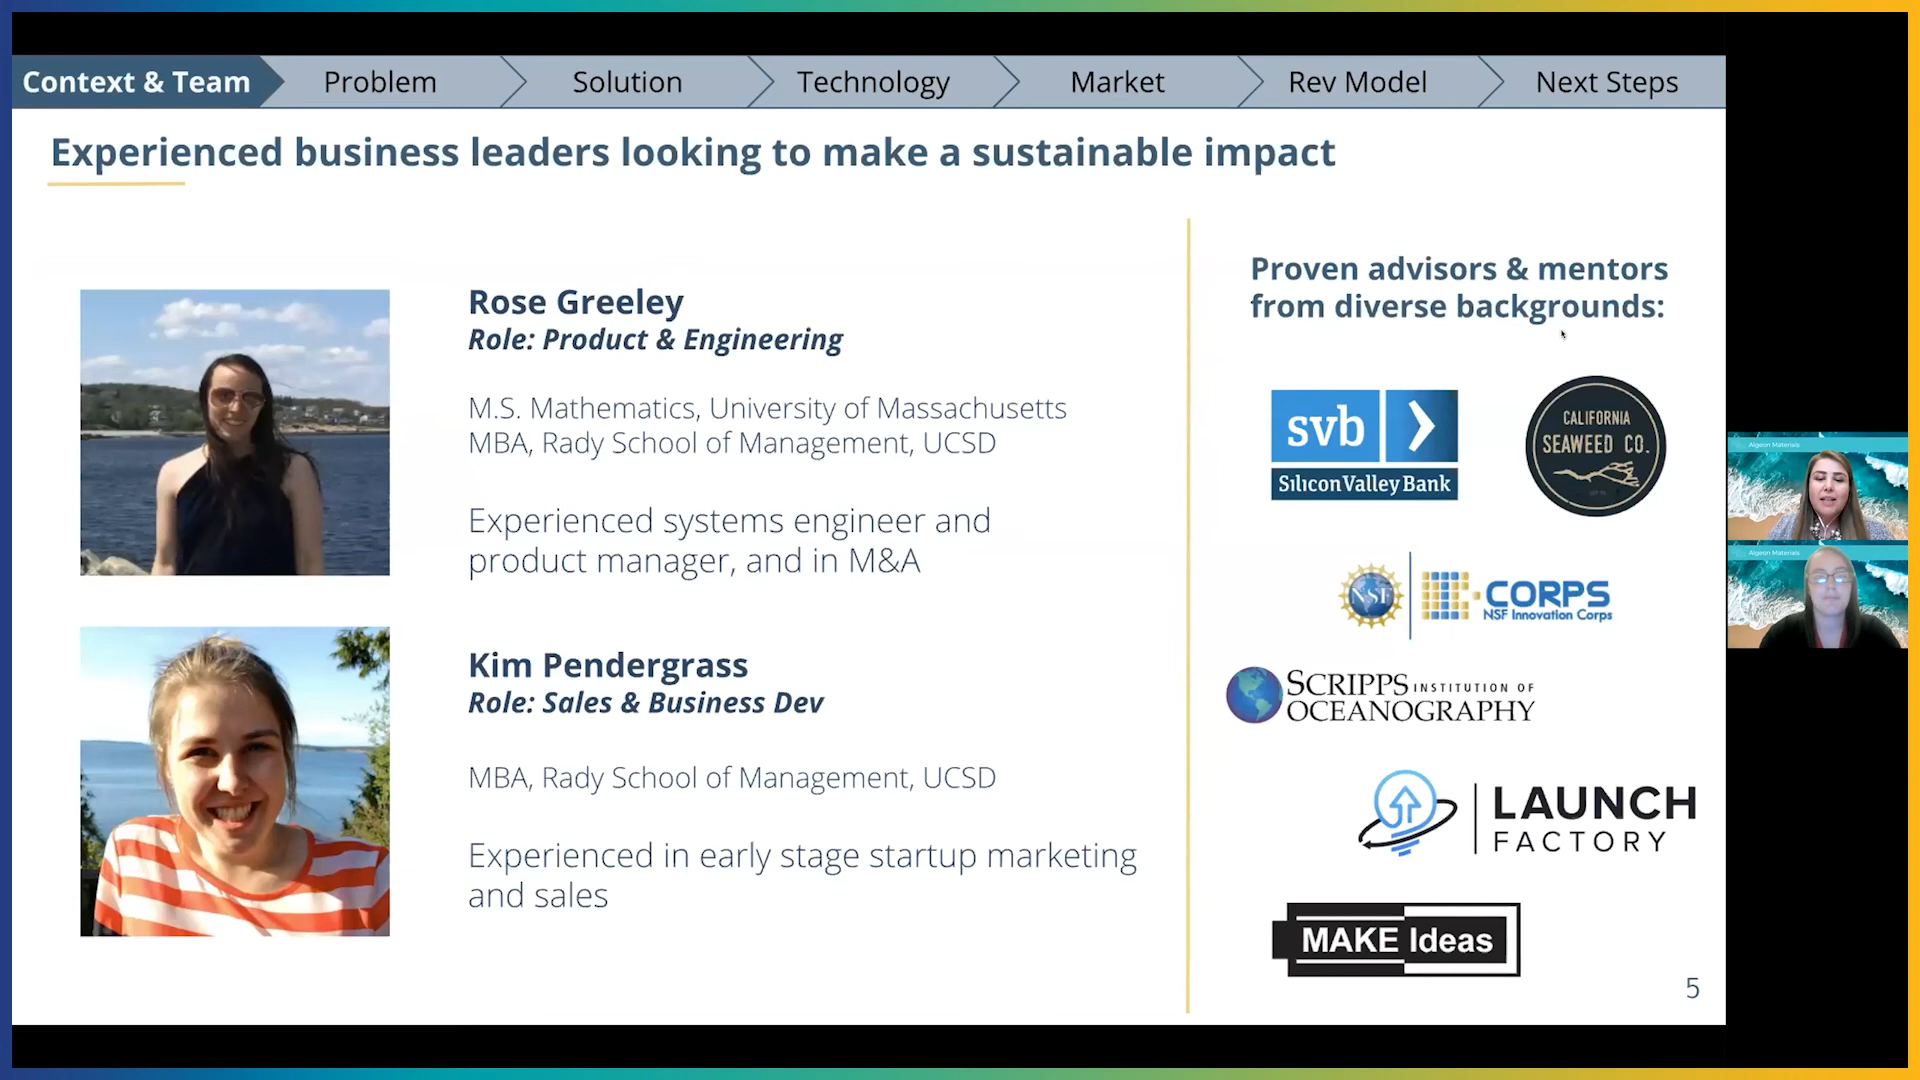 Context & Team
Problem
Solution
Technology
Market
Rev Model
Next Steps
Experienced business leaders looking to make a sustainable impact
Rose Greeley
Role: Product & Engineering
M.S. Mathematics, University of Massachusetts
MBA, Rady School of Management, UCSD
Experienced systems engineer and
product manager, and in M&A
Kim Pendergrass
Role: Sales & Business Dev
MBA, Rady School of Management, UCSD
Experienced in early stage startup marketing
and sales
Proven advisors & mentors
from diverse backgrounds:
svb
Silicon Valley Bank
CALIFORNIA
SEAWEED CO.
NSF
I-CORPS
NSF Innovation Corps
SCRIPPS INSTITUTION OF
OCEANOGRAPHY
LAUNCH
FACTORY
MAKE Ideas
5
Algeon Materials
Algeon Materials